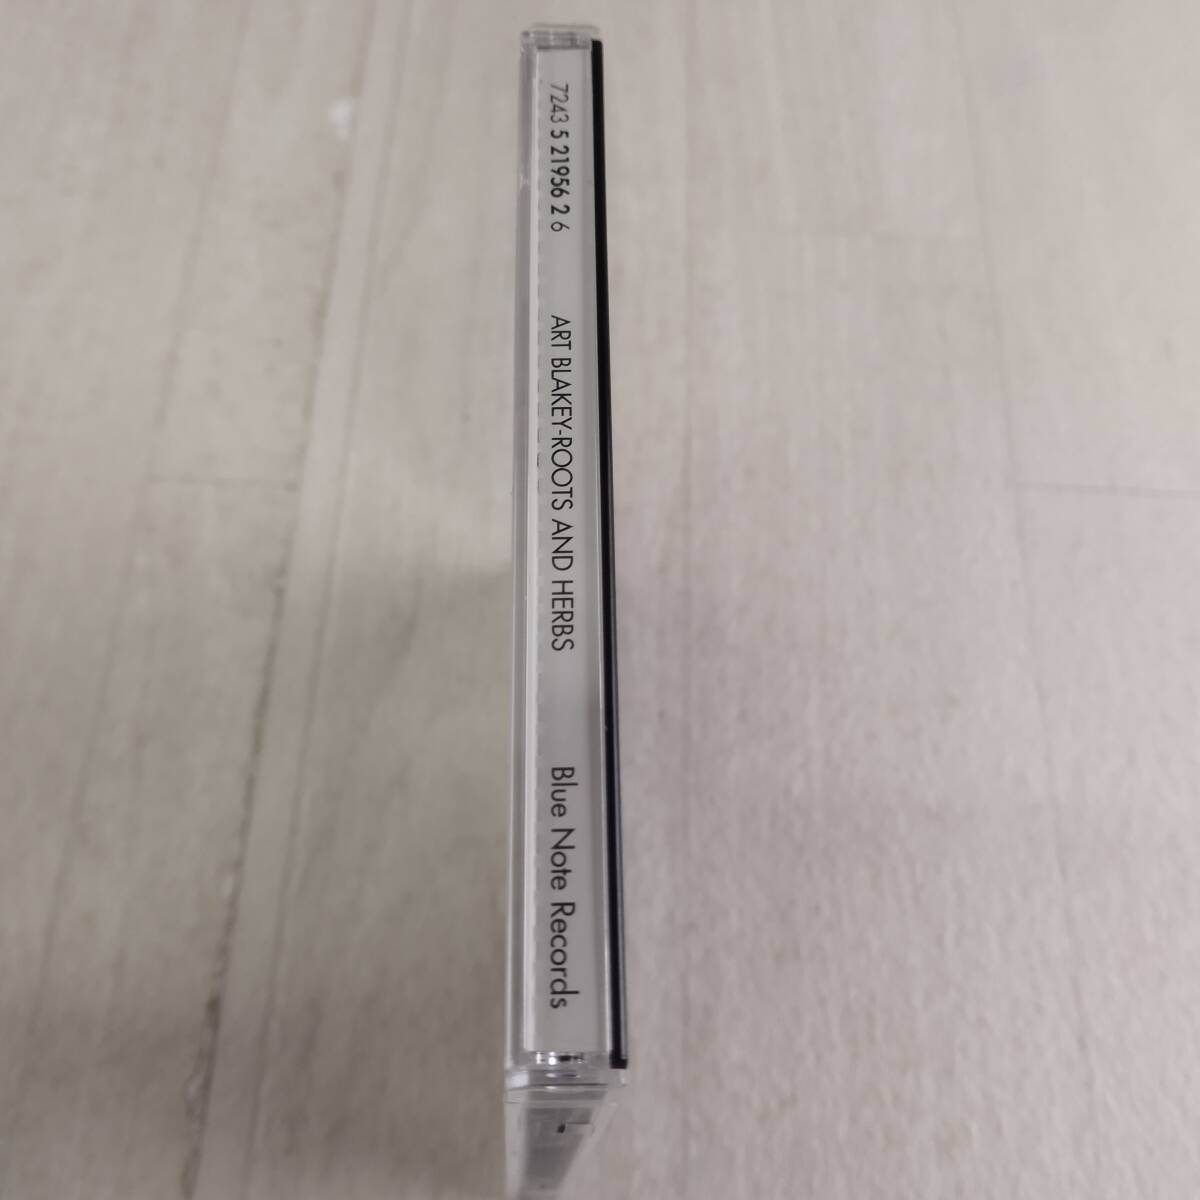 7243 5 21956 2 6
ART BLAKEY-ROOTS AND HERBS
Blue Note Records